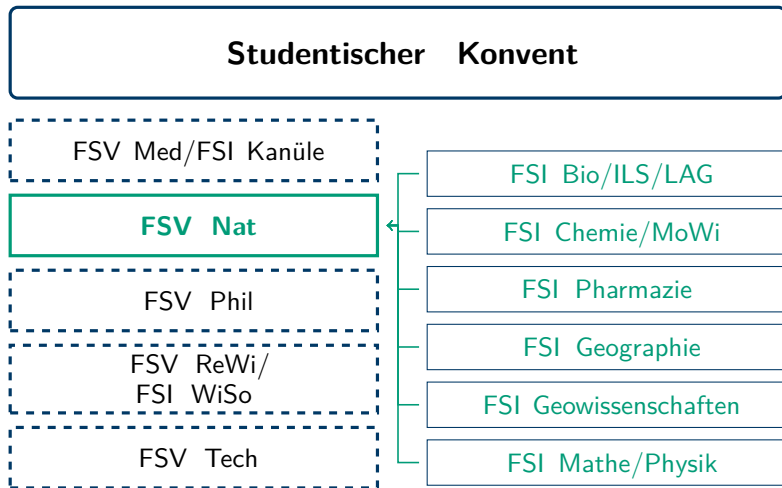 Studentischer Konvent
FSV Med/FSI Kanüle
FSV Nat
FSV Phil
FSV ReWi/
FSI WiSo
FSV Tech
FSI Bio/ILS/LAG
FSI Chemie/MoWi
FSI Pharmazie
FSI Geographie
FSI Geowissenschaften
FSI Mathe/Physik